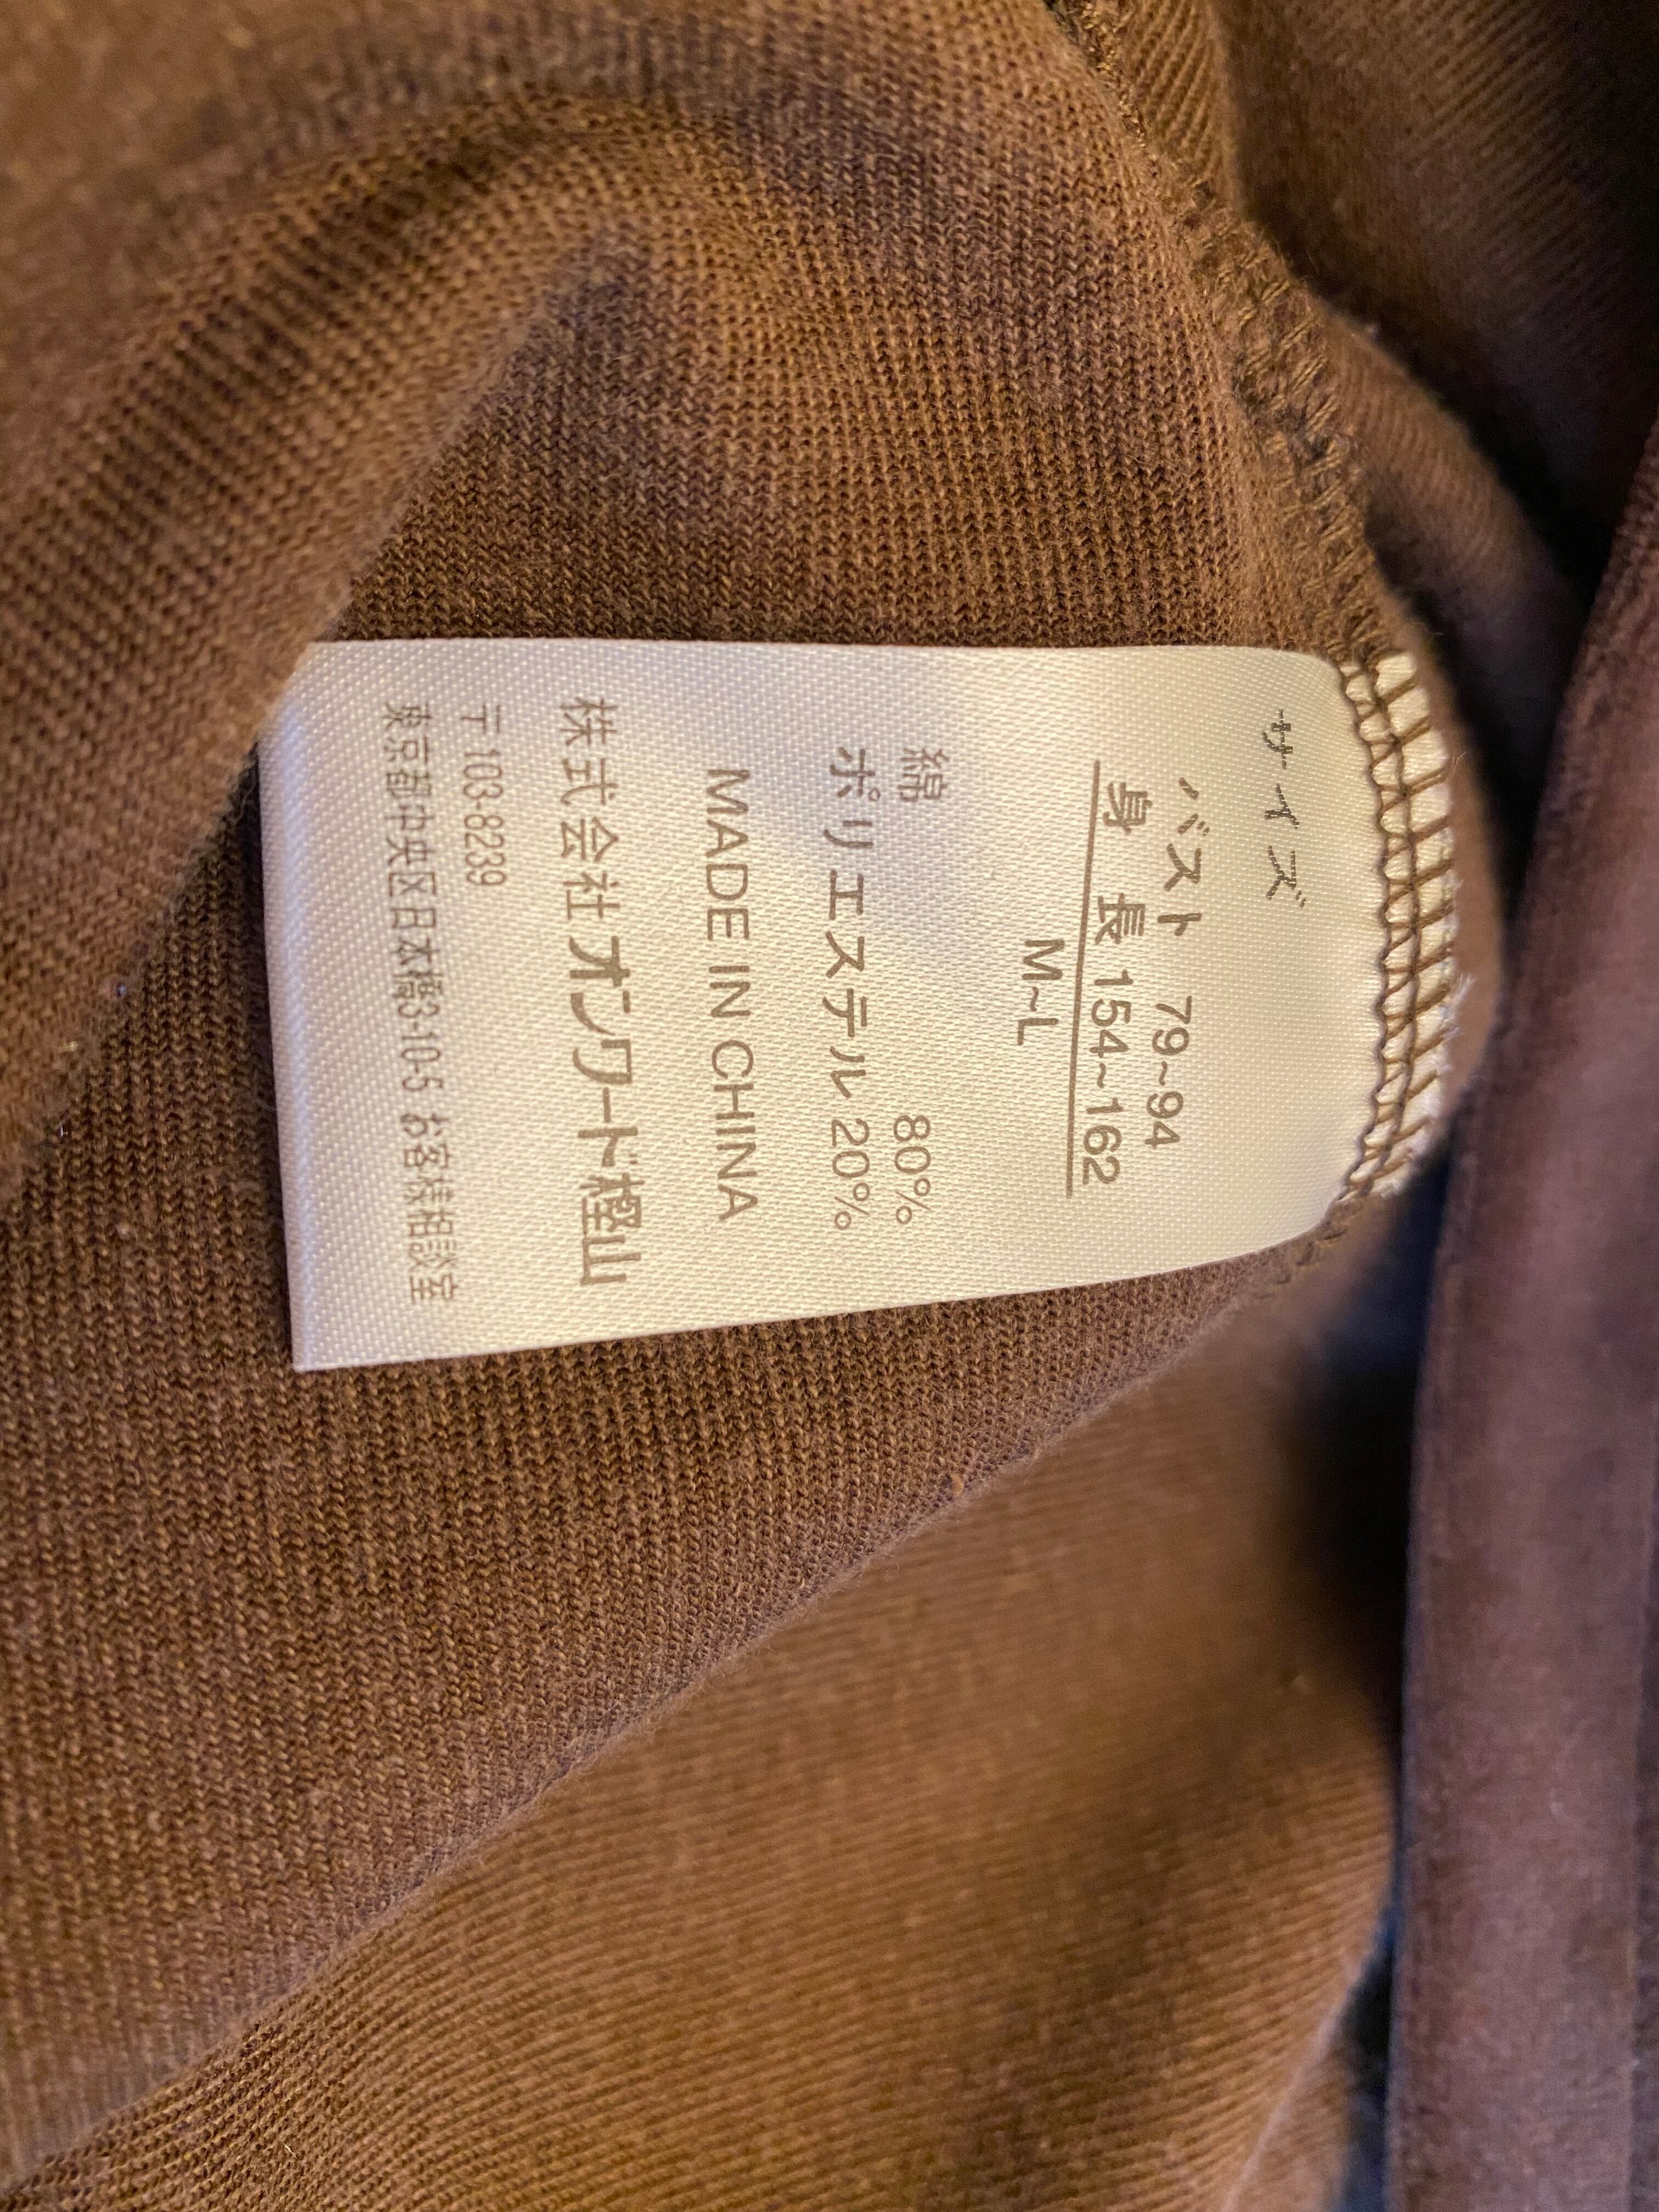 サイズ
バスト 79~94
身 長 154~162
M~L
綿 80%
ポリエステル 20%
MADE IN CHINA
株式会社オンワード樫山
〒103-8239
東京都中央区日本橋3-10-5 お客様相談室